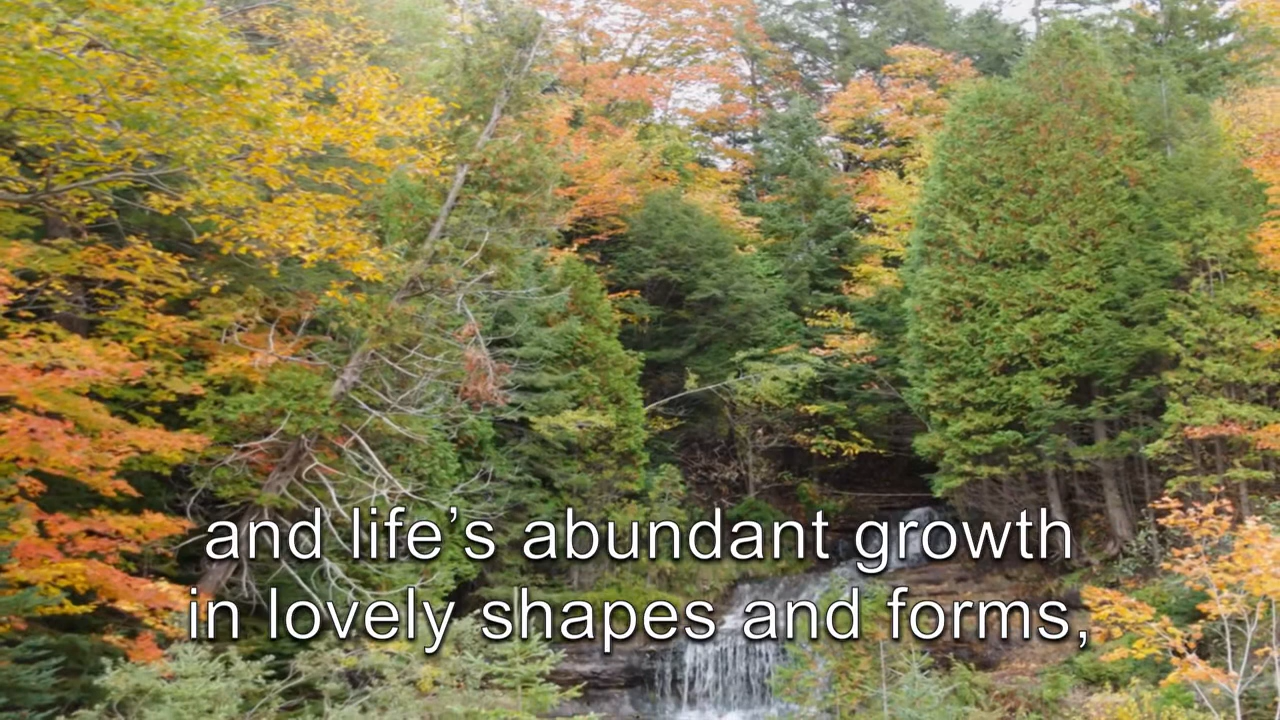 and life’s abundant growth
in lovely shapes and forms,